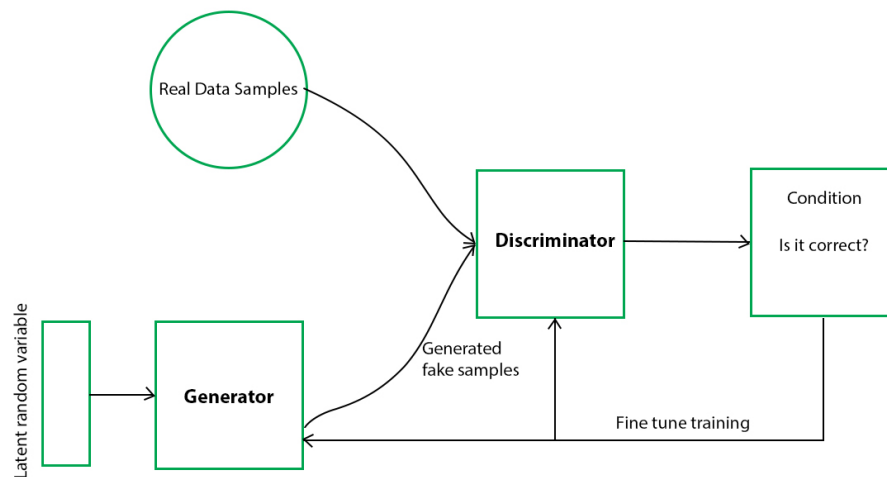 Real Data Samples
Discriminator
Condition
Is it correct?
Latent random variable
Generator
Generated
fake samples
Fine tune training